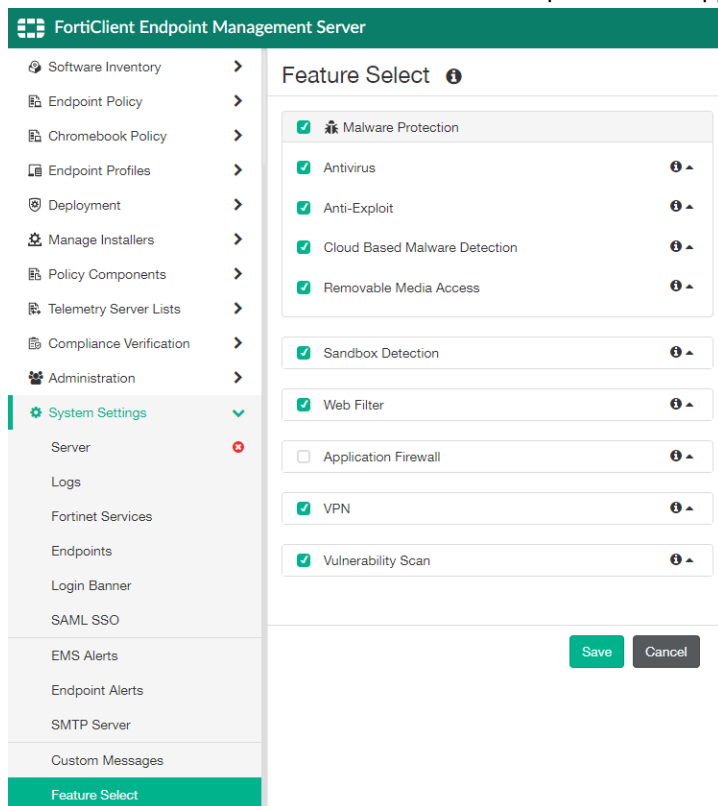 FortiClient Endpoint Management Server
Software Inventory
Endpoint Policy
Chromebook Policy
Endpoint Profiles
Deployment
Manage Installers
Policy Components
Telemetry Server Lists
Compliance Verification
Administration
System Settings
Server
Logs
Fortinet Services
Endpoints
Login Banner
SAML SSO
EMS Alerts
Endpoint Alerts
SMTP Server
Custom Messages
Feature Select
Feature Select
Malware Protection
Antivirus
Anti-Exploit
Cloud Based Malware Detection
Removable Media Access
Sandbox Detection
Web Filter
Application Firewall
VPN
Vulnerability Scan
Save Cancel